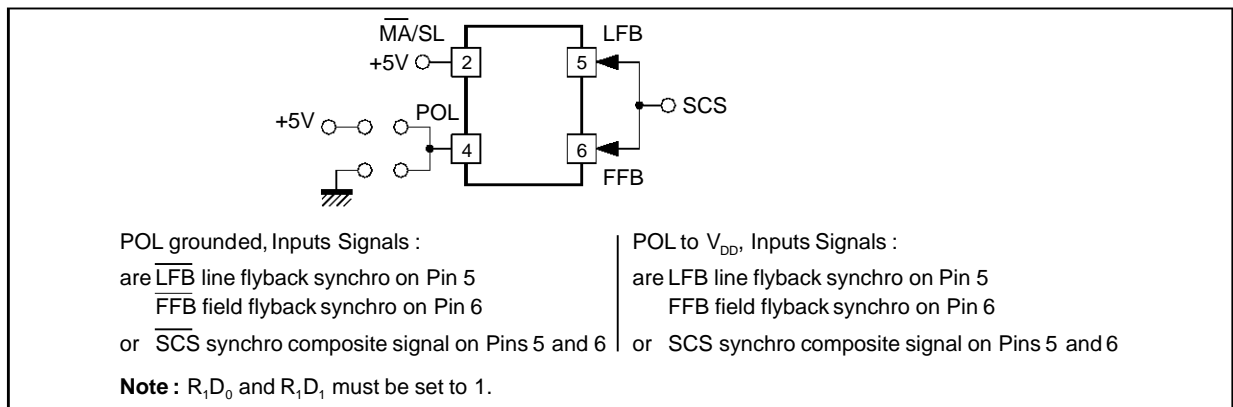 M̅A̅/SL
LFB
+5V 2 5
SCS
+5V POL
4 6
FFB
POL grounded, Inputs Signals :
are L̅F̅B̅ line flyback synchro on Pin 5
F̅F̅B̅ field flyback synchro on Pin 6
or S̅C̅S̅ synchro composite signal on Pins 5 and 6
POL to V_DD, Inputs Signals :
are LFB line flyback synchro on Pin 5
FFB field flyback synchro on Pin 6
or SCS synchro composite signal on Pins 5 and 6
Note : R₁D₀ and R₁D₁ must be set to 1.